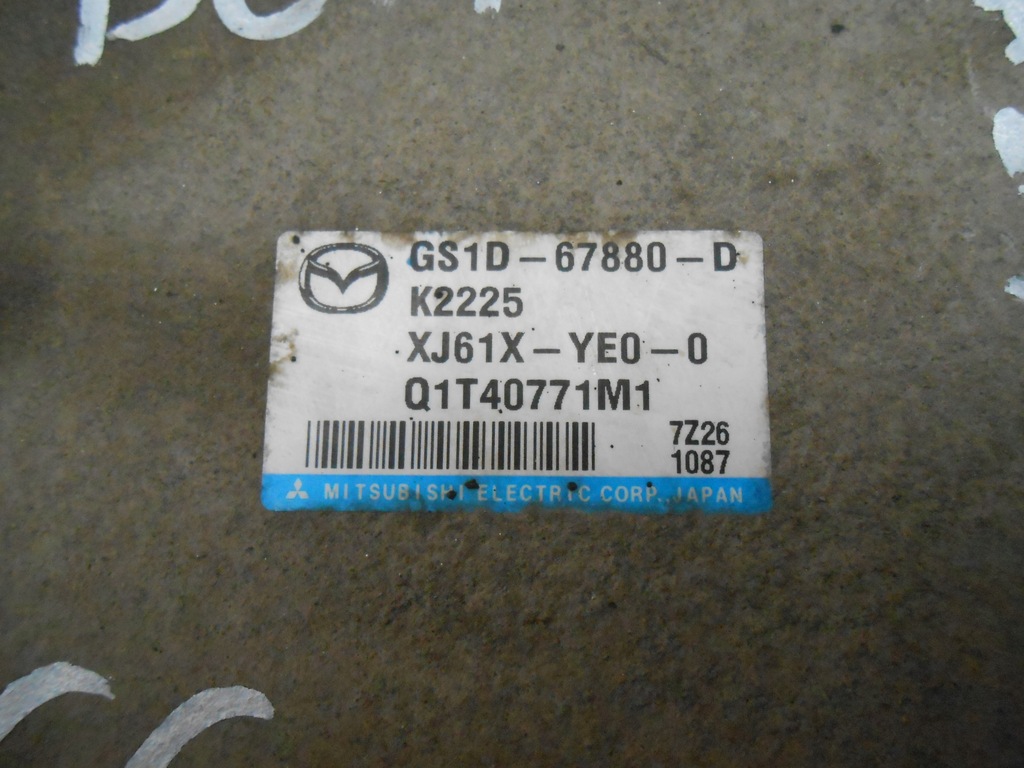 GS1D-67880-D
K2225
XJ61X-YE0-0
Q1T40771M1
7Z26
1087
MITSUBISHI ELECTRIC CORP. JAPAN